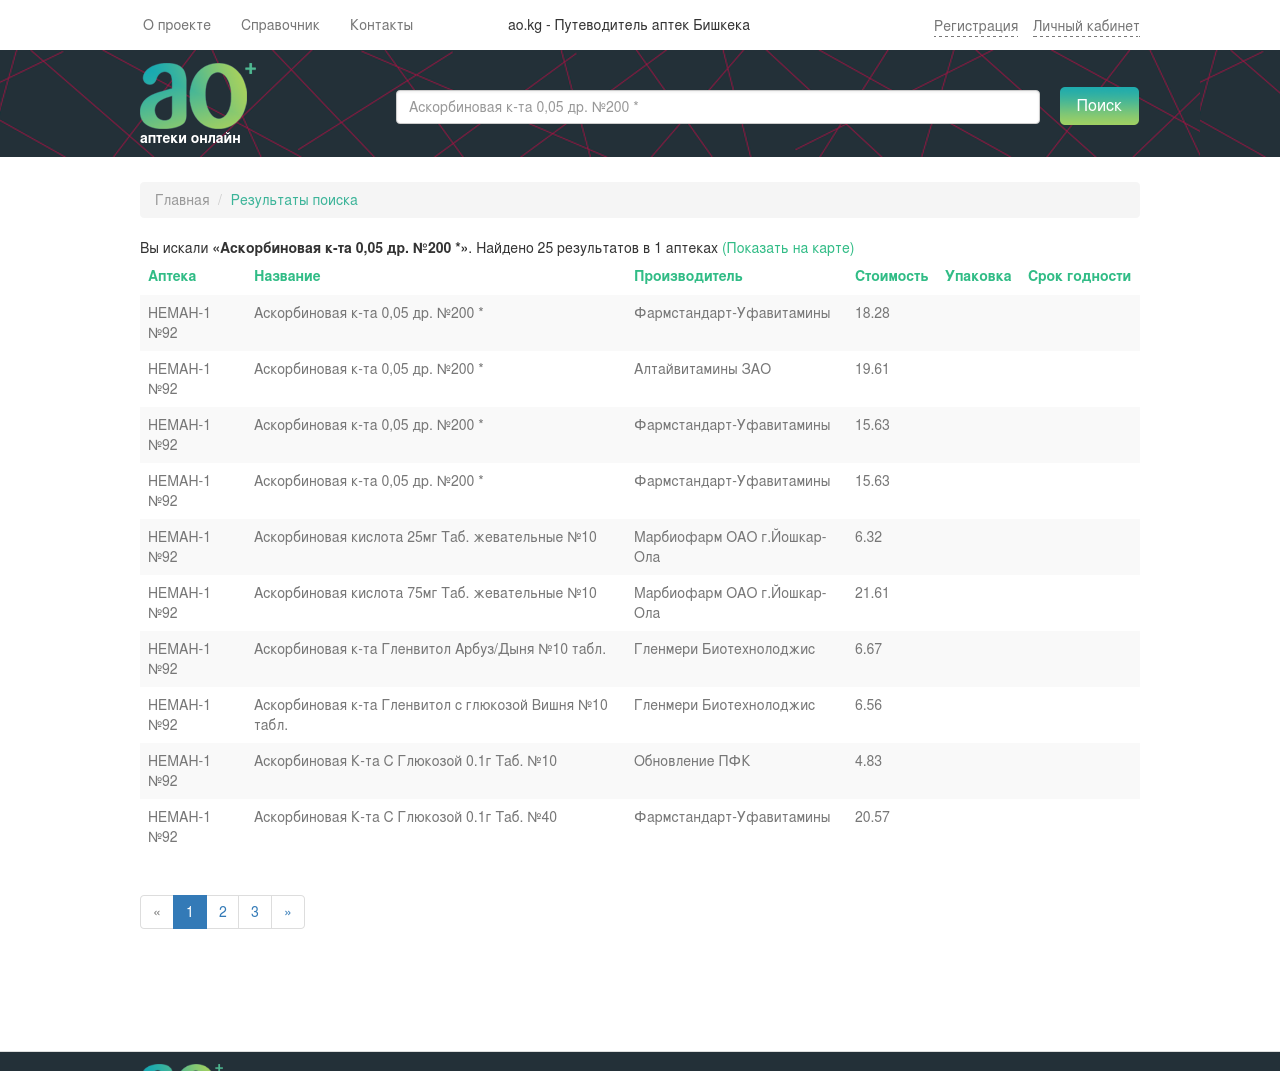 О проекте Справочник Контакты ao.kg - Путеводитель аптек Бишкека Регистрация Личный кабинет
ао+
аптеки онлайн
Аскорбиновая к-та 0,05 др. №200 * Поиск
Главная / Результаты поиска
Вы искали «Аскорбиновая к-та 0,05 др. №200 *». Найдено 25 результатов в 1 аптеках (Показать на карте)
Аптека Название Производитель Стоимость Упаковка Срок годности
НЕМАН-1 Аскорбиновая к-та 0,05 др. №200 * Фармстандарт-Уфавитамины 18.28
№92
НЕМАН-1 Аскорбиновая к-та 0,05 др. №200 * Алтайвитамины ЗАО 19.61
№92
НЕМАН-1 Аскорбиновая к-та 0,05 др. №200 * Фармстандарт-Уфавитамины 15.63
№92
НЕМАН-1 Аскорбиновая к-та 0,05 др. №200 * Фармстандарт-Уфавитамины 15.63
№92
НЕМАН-1 Аскорбиновая кислота 25мг Таб. жевательные №10 Марбиофарм ОАО г.Йошкар- 6.32
№92 Ола
НЕМАН-1 Аскорбиновая кислота 75мг Таб. жевательные №10 Марбиофарм ОАО г.Йошкар- 21.61
№92 Ола
НЕМАН-1 Аскорбиновая к-та Гленвитол Арбуз/Дыня №10 табл. Гленмери Биотехнолоджис 6.67
№92
НЕМАН-1 Аскорбиновая к-та Гленвитол с глюкозой Вишня №10 Гленмери Биотехнолоджис 6.56
№92 табл.
НЕМАН-1 Аскорбиновая К-та С Глюкозой 0.1г Таб. №10 Обновление ПФК 4.83
№92
НЕМАН-1 Аскорбиновая К-та С Глюкозой 0.1г Таб. №40 Фармстандарт-Уфавитамины 20.57
№92
« 1 2 3 »